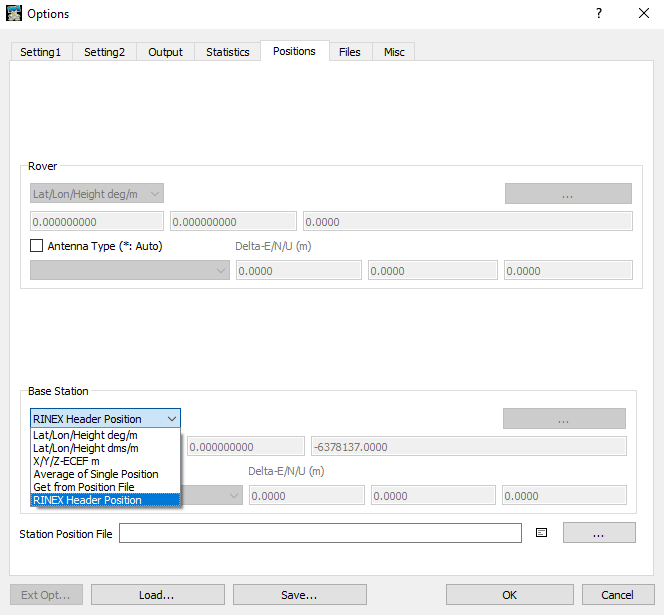 Options
?
Setting1 Setting2 Output Statistics Positions Files Misc
Rover
Lat/Lon/Height deg/m ...
0.000000000 0.000000000 0.0000
Antenna Type (*: Auto) Delta-E/N/U (m)
0.0000 0.0000 0.0000
Base Station
RINEX Header Position ...
Lat/Lon/Height deg/m
Lat/Lon/Height dms/m
X/Y/Z-ECEF m
Average of Single Position
Get from Position File
RINEX Header Position
0.000000000 -6378137.0000
Delta-E/N/U (m)
0.0000 0.0000 0.0000
Station Position File ...
Ext Opt... Load... Save... OK Cancel